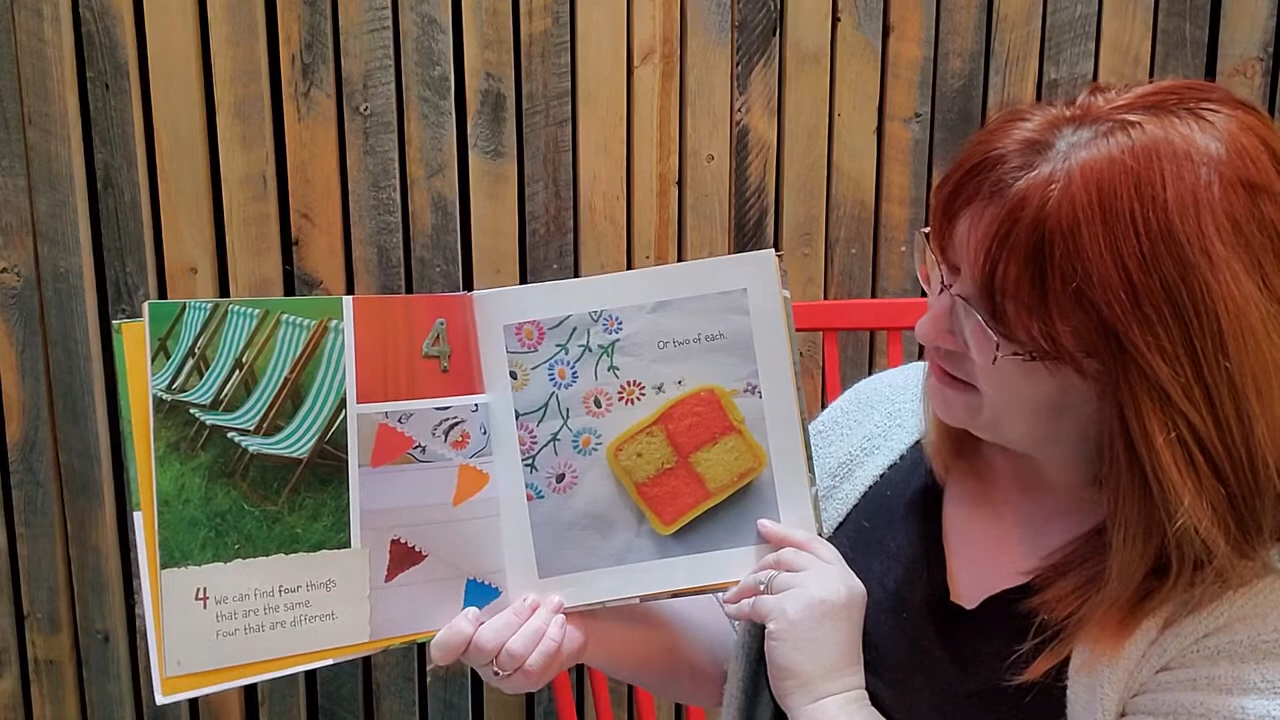 4
4 We can find four things
that are the same.
Four that are different.
Or two of each.